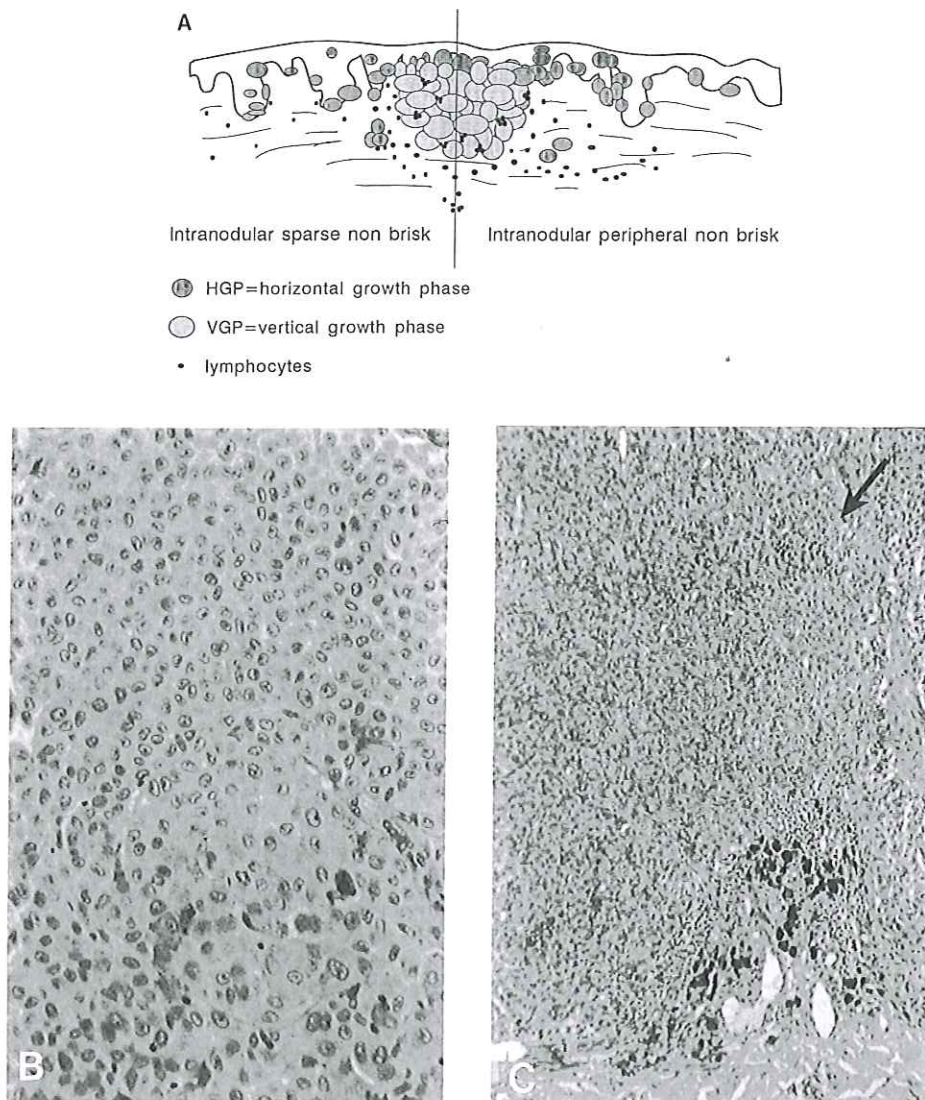 A
Intranodular sparse non brisk
Intranodular peripheral non brisk
HGP=horizontal growth phase
VGP=vertical growth phase
lymphocytes
B
C